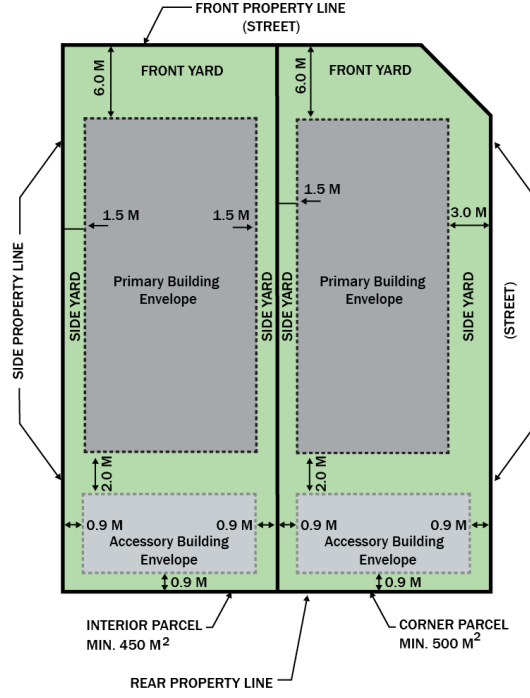 FRONT PROPERTY LINE
(STREET)
6.0 M
FRONT YARD
6.0 M
FRONT YARD
1.5 M
1.5 M
1.5 M
3.0 M
SIDE PROPERTY LINE
SIDE YARD
Primary Building
Envelope
SIDE YARD
SIDE YARD
Primary Building
Envelope
SIDE YARD
(STREET)
2.0 M
2.0 M
0.9 M
0.9 M
0.9 M
0.9 M
Accessory Building
Envelope
Accessory Building
Envelope
0.9 M
0.9 M
INTERIOR PARCEL
MIN. 450 M²
CORNER PARCEL
MIN. 500 M²
REAR PROPERTY LINE